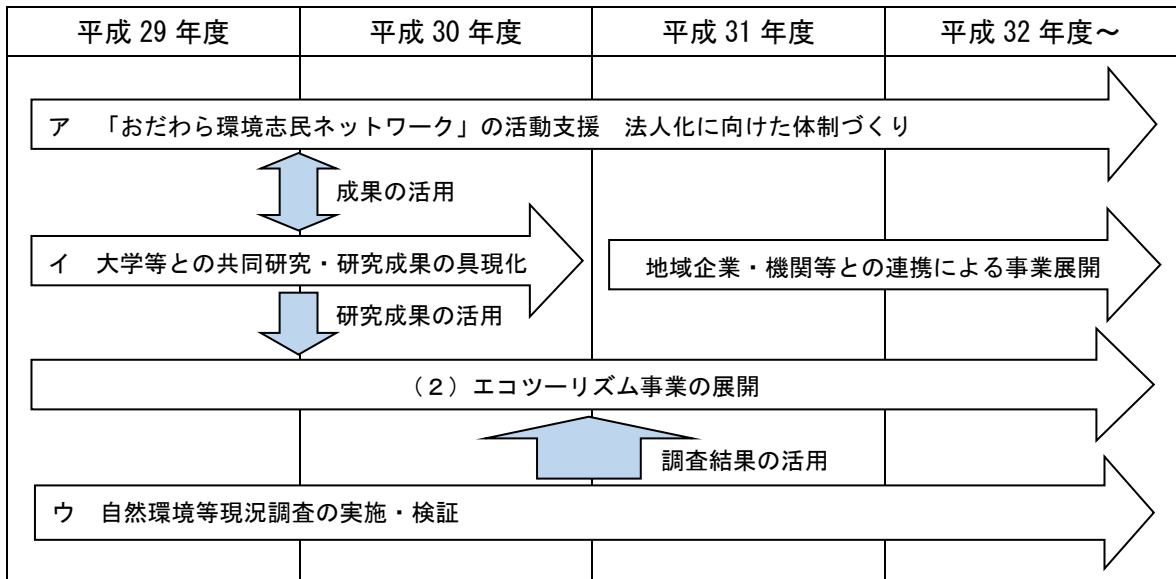 平成 29 年度
平成 30 年度
平成 31 年度
平成 32 年度～
ア 「おだわら環境志民ネットワーク」の活動支援 法人化に向けた体制づくり
成果の活用
イ 大学等との共同研究・研究成果の具現化
地域企業・機関等との連携による事業展開
研究成果の活用
（２）エコツーリズム事業の展開
調査結果の活用
ウ 自然環境等現況調査の実施・検証